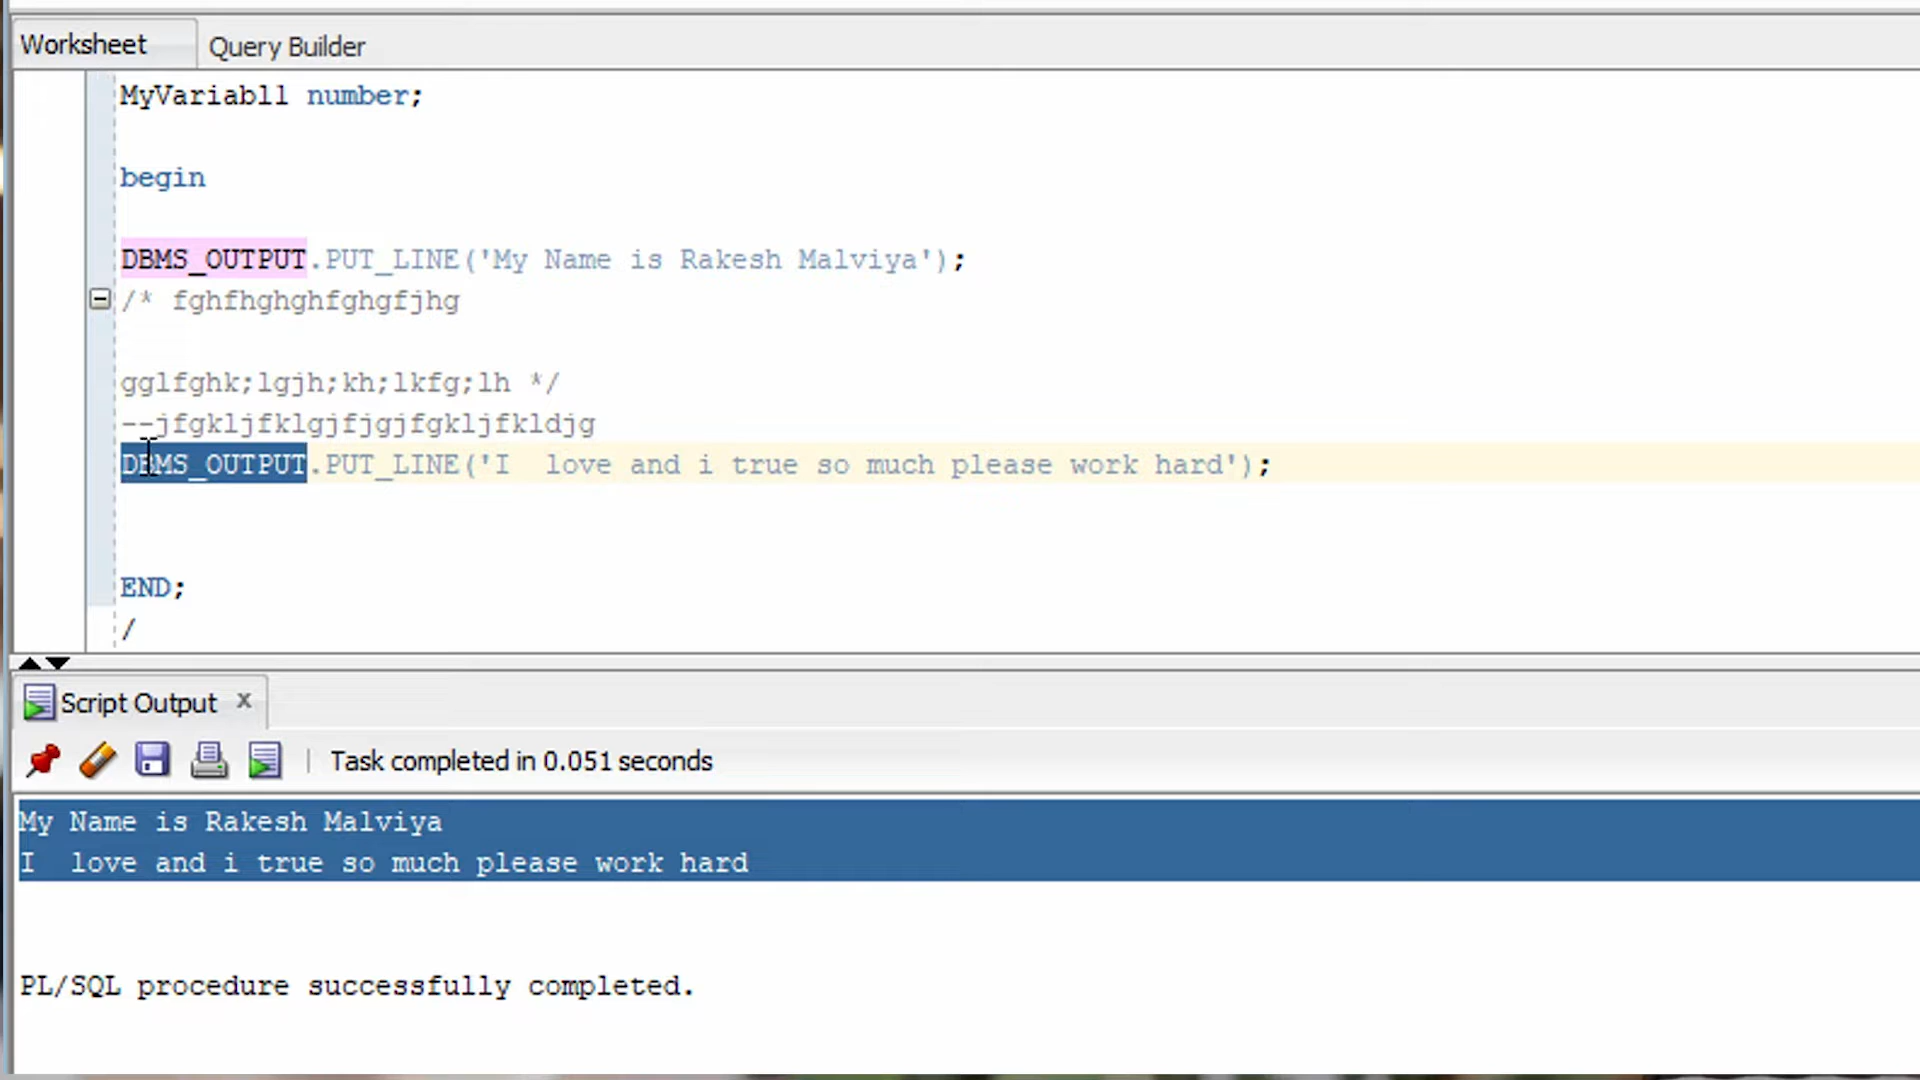 Worksheet Query Builder
MyVariabll number;
begin
DBMS_OUTPUT.PUT_LINE('My Name is Rakesh Malviya');
/* fghfhghghfghgfjhg
gglfghk;lgjh;kh;lkfg;lh */
--jfgkljfklgjfjgjfgkljfkldjg
DBMS_OUTPUT.PUT_LINE('I  love and i true so much please work hard');
END;
/
Script Output x
Task completed in 0.051 seconds
My Name is Rakesh Malviya
I  love and i true so much please work hard
PL/SQL procedure successfully completed.